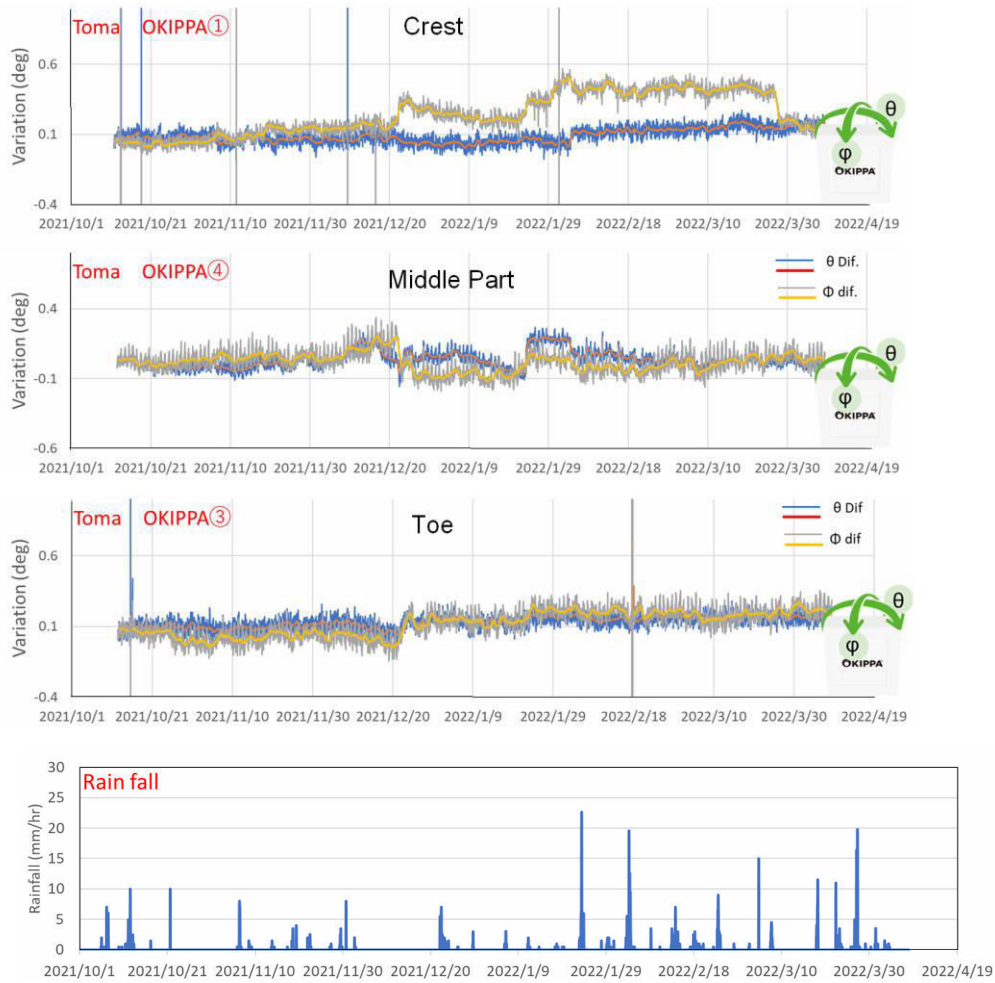 Toma OKIPPA① Crest
Variation (deg)
0.6
0.1
-0.4
θ
φ
OKIPPA
2021/10/1 2021/10/21 2021/11/10 2021/11/30 2021/12/20 2022/1/9 2022/1/29 2022/2/18 2022/3/10 2022/3/30 2022/4/19
Toma OKIPPA④ Middle Part
Variation (deg)
0.4
-0.1
-0.6
θ Dif.
Φ dif.
θ
φ
OKIPPA
2021/10/1 2021/10/21 2021/11/10 2021/11/30 2021/12/20 2022/1/9 2022/1/29 2022/2/18 2022/3/10 2022/3/30 2022/4/19
Toma OKIPPA③ Toe
Variation (deg)
0.6
0.1
-0.4
θ Dif
Φ dif
θ
φ
OKIPPA
2021/10/1 2021/10/21 2021/11/10 2021/11/30 2021/12/20 2022/1/9 2022/1/29 2022/2/18 2022/3/10 2022/3/30 2022/4/19
Rain fall
Rainfall (mm/hr)
30
25
20
15
10
5
0
2021/10/1 2021/10/21 2021/11/10 2021/11/30 2021/12/20 2022/1/9 2022/1/29 2022/2/18 2022/3/10 2022/3/30 2022/4/19